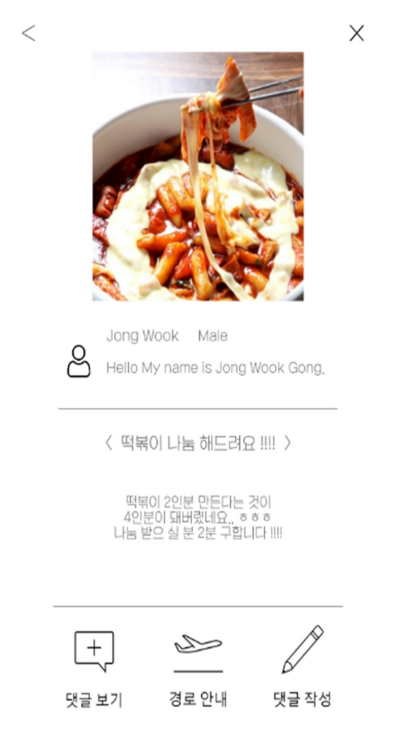 Jong Wook Male
Hello My name is Jong Wook Gong.
< 떡볶이 나눔 해드려요 !!!! >
떡볶이 2인분 만든다는 것이
4인분이 돼버렸네요.. ㅎㅎㅎ
나눔 받으 실 분 2분 구합니다 !!!!
댓글 보기 경로 안내 댓글 작성